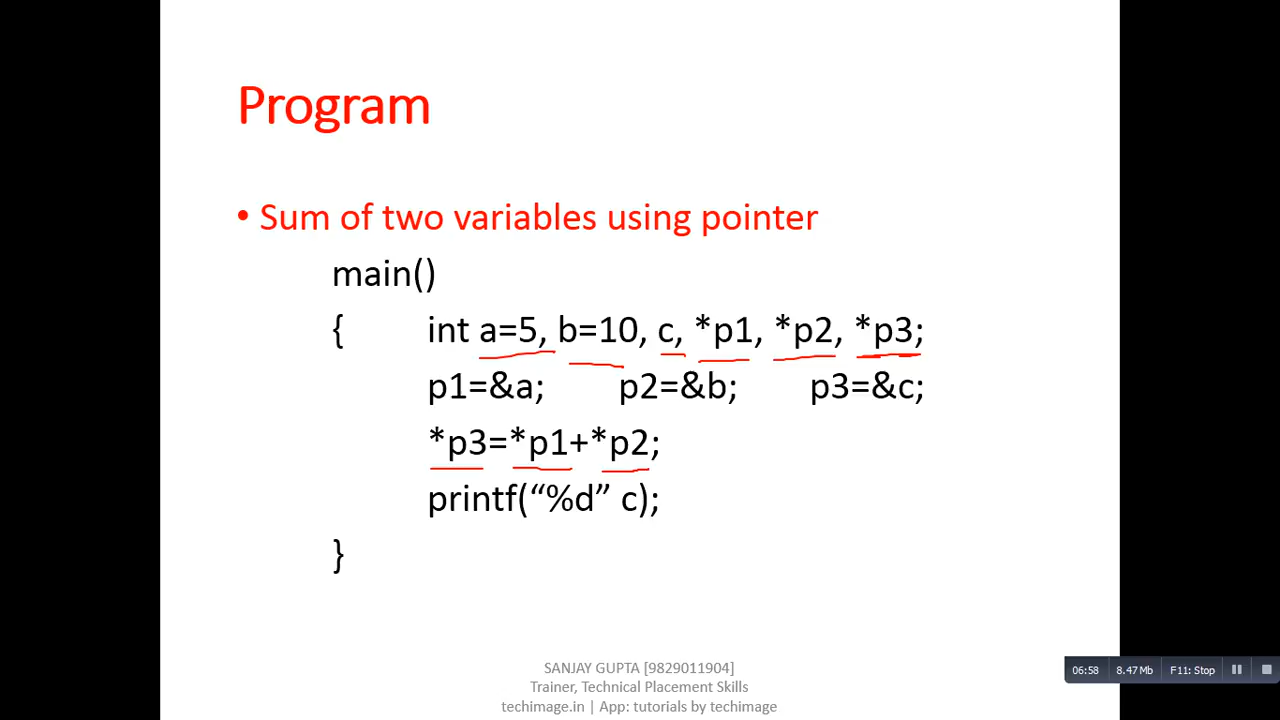 Program
• Sum of two variables using pointer
main()
{ int a=5, b=10, c, *p1, *p2, *p3;
p1=&a; p2=&b; p3=&c;
*p3=*p1+*p2;
printf(“%d” c);
}
SANJAY GUPTA [9829011904]
Trainer, Technical Placement Skills
techimage.in | App: tutorials by techimage
06:58 8.47 Mb F11: Stop